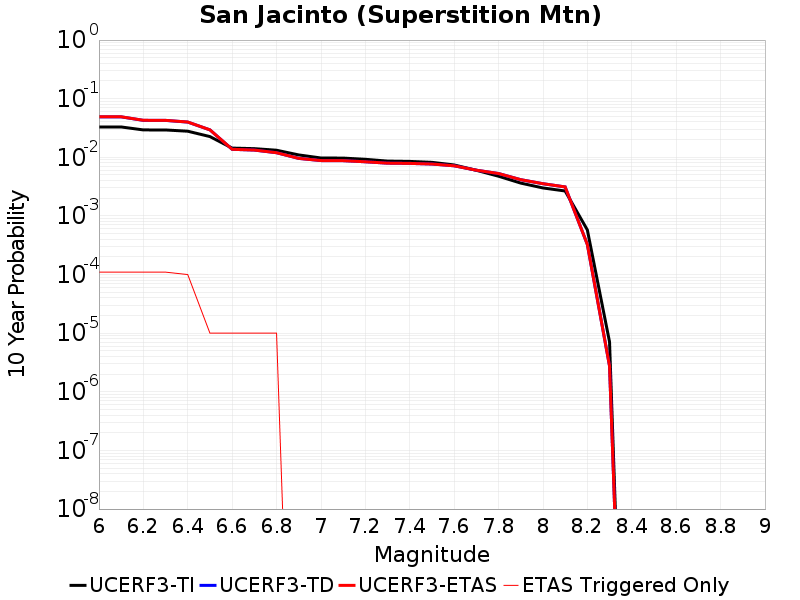 San Jacinto (Superstition Mtn)
10 Year Probability
10^0
10^-1
10^-2
10^-3
10^-4
10^-5
10^-6
10^-7
10^-8
6 6.2 6.4 6.6 6.8 7 7.2 7.4 7.6 7.8 8 8.2 8.4 8.6 8.8 9
Magnitude
UCERF3-TI UCERF3-TD UCERF3-ETAS ETAS Triggered Only